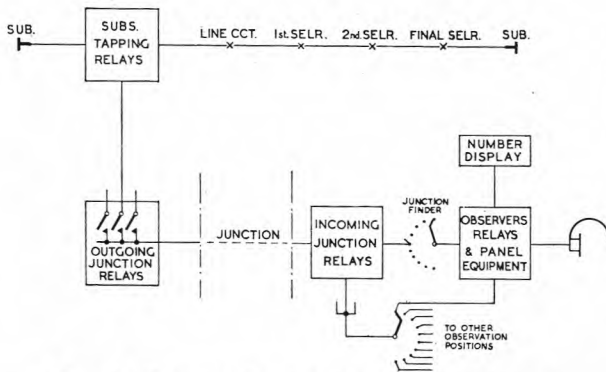 SUB.
SUBS.
TAPPING
RELAYS
LINE CCT.
1st. SELR.
2nd. SELR.
FINAL SELR.
SUB.
NUMBER
DISPLAY
OUTGOING
JUNCTION
RELAYS
JUNCTION
INCOMING
JUNCTION
RELAYS
JUNCTION
FINDER
OBSERVERS
RELAYS
& PANEL
EQUIPMENT
TO OTHER
OBSERVATION
POSITIONS